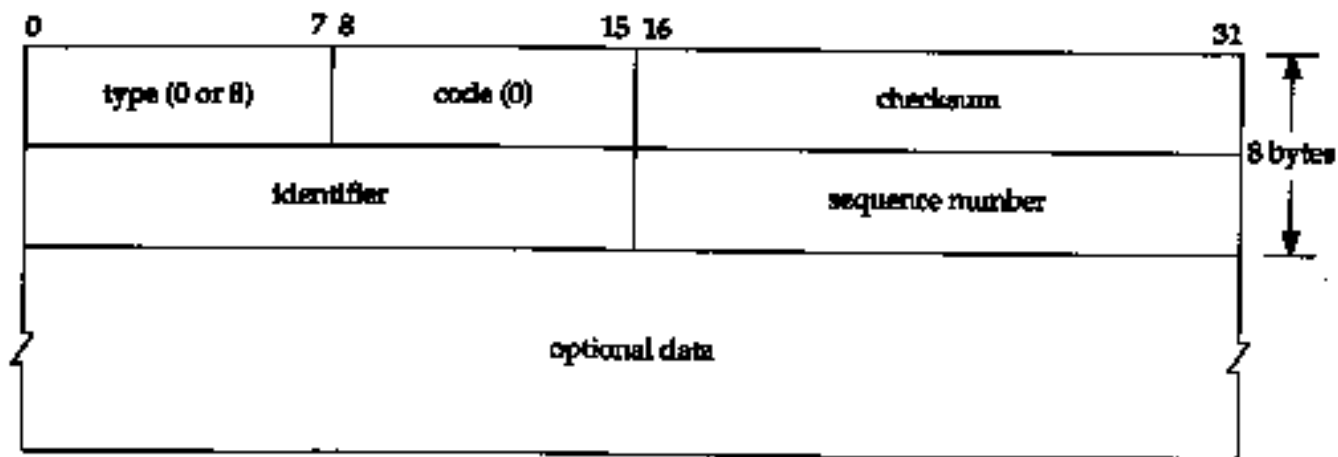 0 7 8 15 16 31
type (0 or 8) code (0) checksum
8 bytes
identifier sequence number
optional data